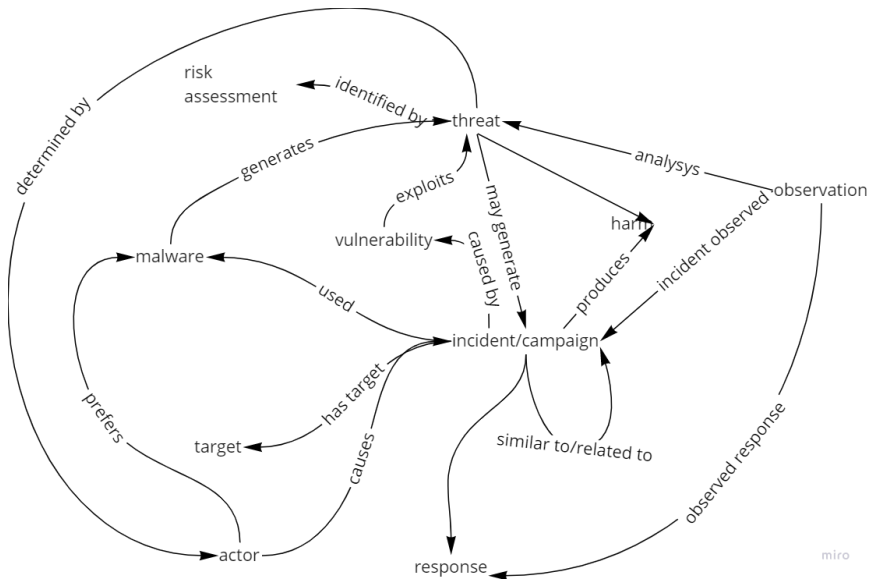 risk
assessment
identified by
threat
determined by
generates
analysys
observation
exploits
may generate
harm
incident observed
vulnerability
caused by
malware
produces
used
incident/campaign
has target
prefers
causes
target
similar to/related to
observed response
actor
response
miro